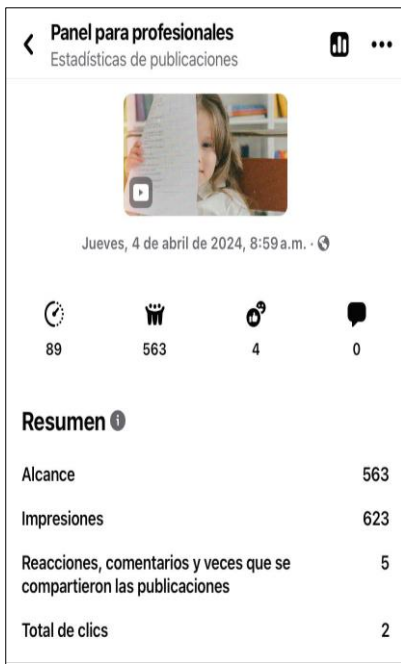 Panel para profesionales
Estadísticas de publicaciones
Jueves, 4 de abril de 2024, 8:59 a.m. ·
89 563 4 0
Resumen
Alcance 563
Impresiones 623
Reacciones, comentarios y veces que se 5
compartieron las publicaciones
Total de clics 2